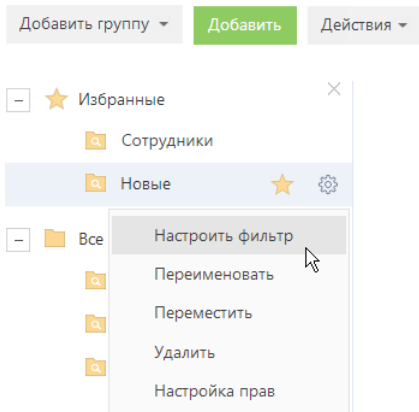 Добавить группу Добавить Действия
Избранные
Сотрудники
Новые
Все
Настроить фильтр
Переименовать
Переместить
Удалить
Настройка прав